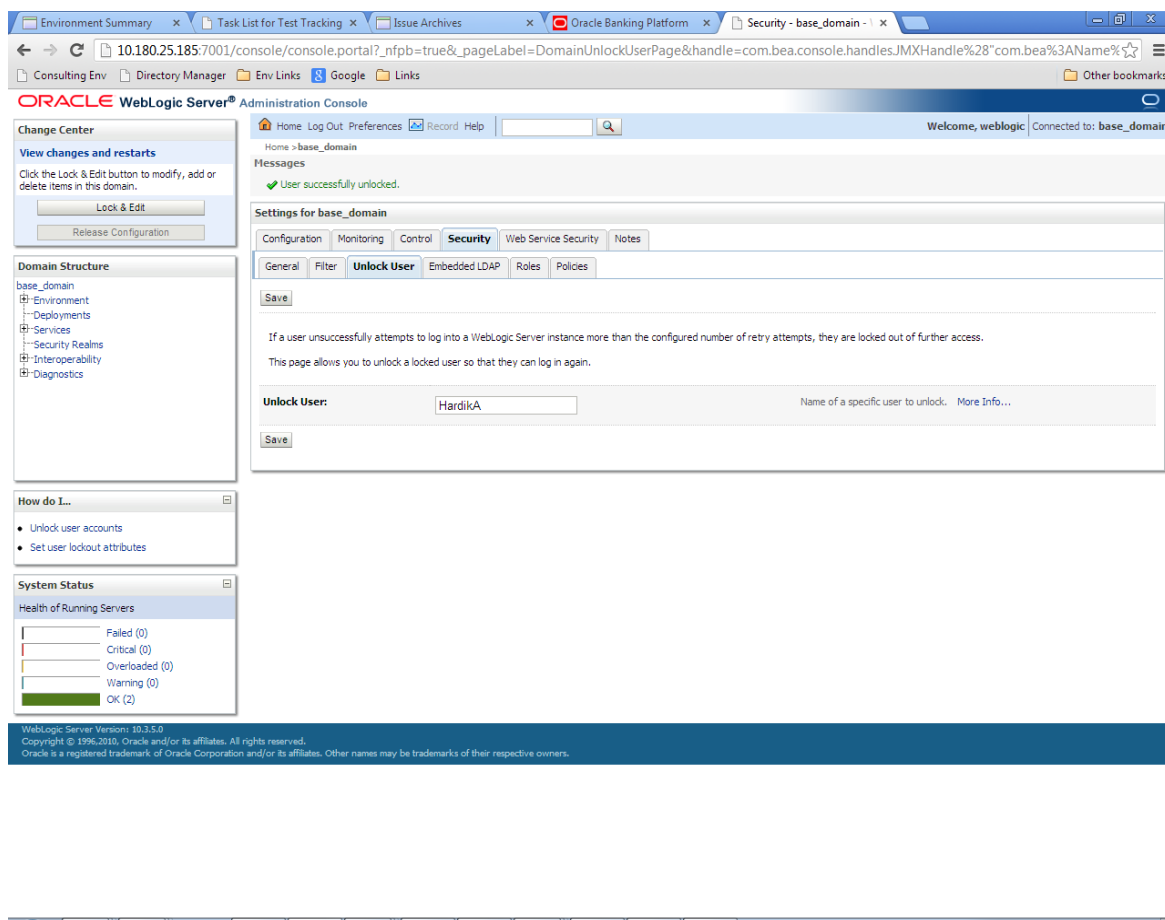 Environment Summary
Task List for Test Tracking
Issue Archives
Oracle Banking Platform
Security - base_domain -
10.180.25.185:7001/console/console.portal?_nfpb=true&_pageLabel=DomainUnlockUserPage&handle=com.bea.console.handles.JMXHandle%28"com.bea%3AName%
Consulting Env
Directory Manager
Env Links
Google
Links
Other bookmarks
ORACLE WebLogic Server® Administration Console
Change Center
View changes and restarts
Click the Lock & Edit button to modify, add or
delete items in this domain.
Lock & Edit
Release Configuration
Domain Structure
base_domain
Environment
Deployments
Services
Security Realms
Interoperability
Diagnostics
How do I...
Unlock user accounts
Set user lockout attributes
System Status
Health of Running Servers
Failed (0)
Critical (0)
Overloaded (0)
Warning (0)
OK (2)
Home Log Out Preferences Record Help
Welcome, weblogic
Connected to: base_domain
Home >base_domain
Messages
User successfully unlocked.
Settings for base_domain
Configuration Monitoring Control Security Web Service Security Notes
General Filter Unlock User Embedded LDAP Roles Policies
Save
If a user unsuccessfully attempts to log into a WebLogic Server instance more than the configured number of retry attempts, they are locked out of further access.
This page allows you to unlock a locked user so that they can log in again.
Unlock User:
HardikA
Name of a specific user to unlock. More Info...
Save
WebLogic Server Version: 10.3.5.0
Copyright © 1996,2010, Oracle and/or its affiliates. All rights reserved.
Oracle is a registered trademark of Oracle Corporation and/or its affiliates. Other names may be trademarks of their respective owners.